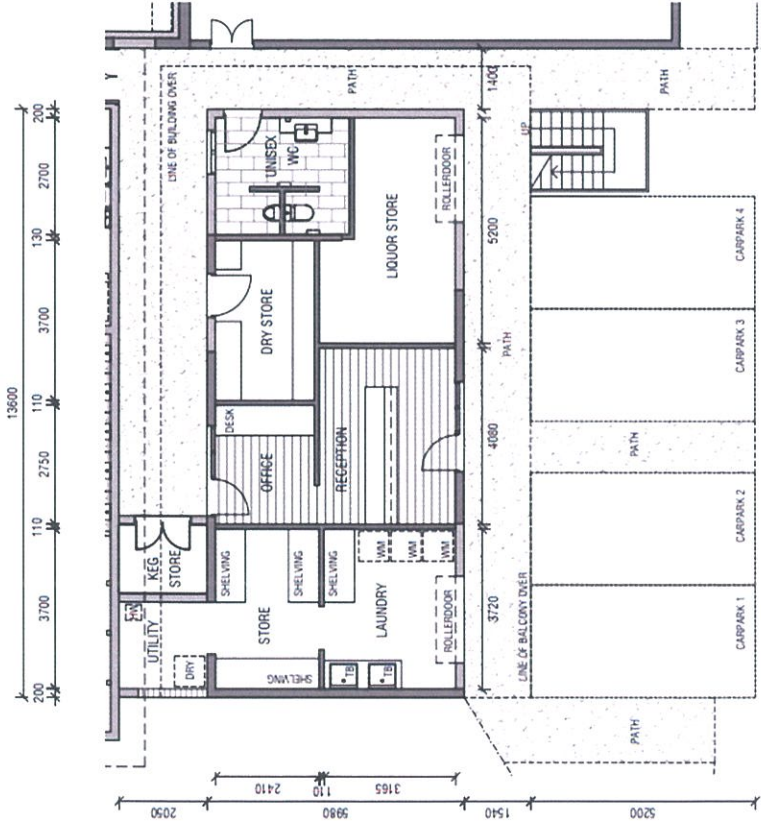 Y
LINE OF BUILDING OVER
PATH
PATH
13600
200
3700
110
2750
110
3700
130
2700
200
KEG
STORE
UTILITY
DRY
SHELVING
SHELVING
SHELVING
SHELVING
STORE
LAUNDRY
TB
TB
WM
WM
WM
ROLLERDOOR
OFFICE
DESK
RECEPTION
DRY STORE
UNISEX
WC
LIQUOR STORE
ROLLERDOOR
3720
4080
5200
1400
PATH
LINE OF BALCONY OVER
UP
CARPARK 1
CARPARK 2
PATH
CARPARK 3
CARPARK 4
PATH
2410
110
3165
2050
5980
1540
5200